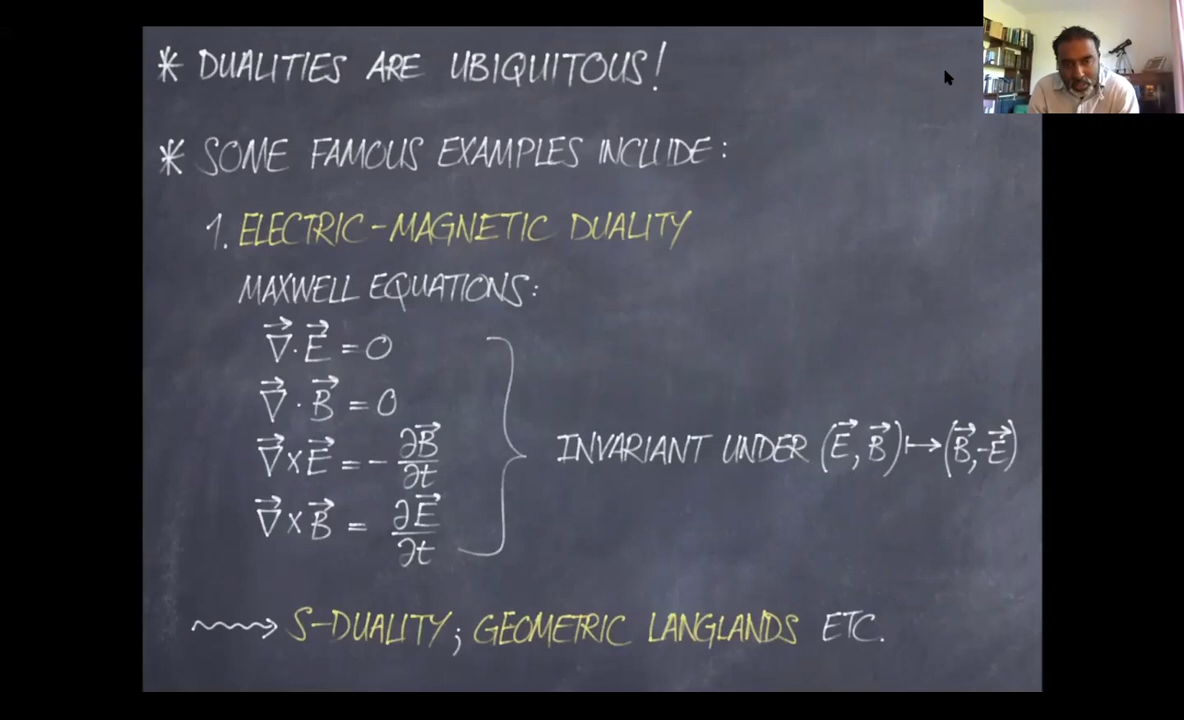 * DUALITIES ARE UBIQUITOUS!
* SOME FAMOUS EXAMPLES INCLUDE:
1. ELECTRIC-MAGNETIC DUALITY
MAXWELL EQUATIONS:
∇⃗·E⃗ = 0
∇⃗·B⃗ = 0
∇⃗×E⃗ = -∂B⃗/∂t
∇⃗×B⃗ = ∂E⃗/∂t
INVARIANT UNDER (E⃗, B⃗) ↦ (B⃗, -E⃗)
⟿ S-DUALITY; GEOMETRIC LANGLANDS ETC.